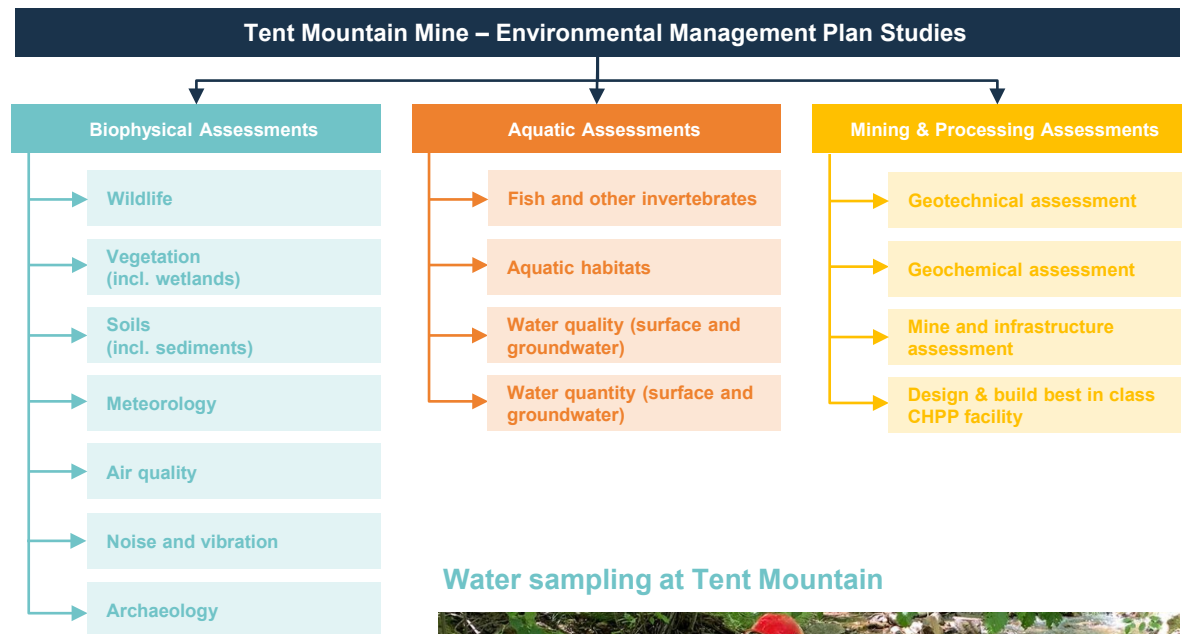 Tent Mountain Mine – Environmental Management Plan Studies
Biophysical Assessments
Wildlife
Vegetation
(incl. wetlands)
Soils
(incl. sediments)
Meteorology
Air quality
Noise and vibration
Archaeology
Aquatic Assessments
Fish and other invertebrates
Aquatic habitats
Water quality (surface and
groundwater)
Water quantity (surface and
groundwater)
Mining & Processing Assessments
Geotechnical assessment
Geochemical assessment
Mine and infrastructure
assessment
Design & build best in class
CHPP facility
Water sampling at Tent Mountain